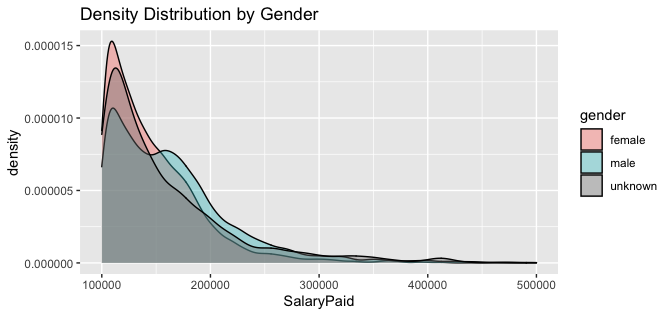 Density Distribution by Gender
0.000015
0.000010
0.000005
0.000000
density
100000 200000 300000 400000 500000
SalaryPaid
gender
female
male
unknown